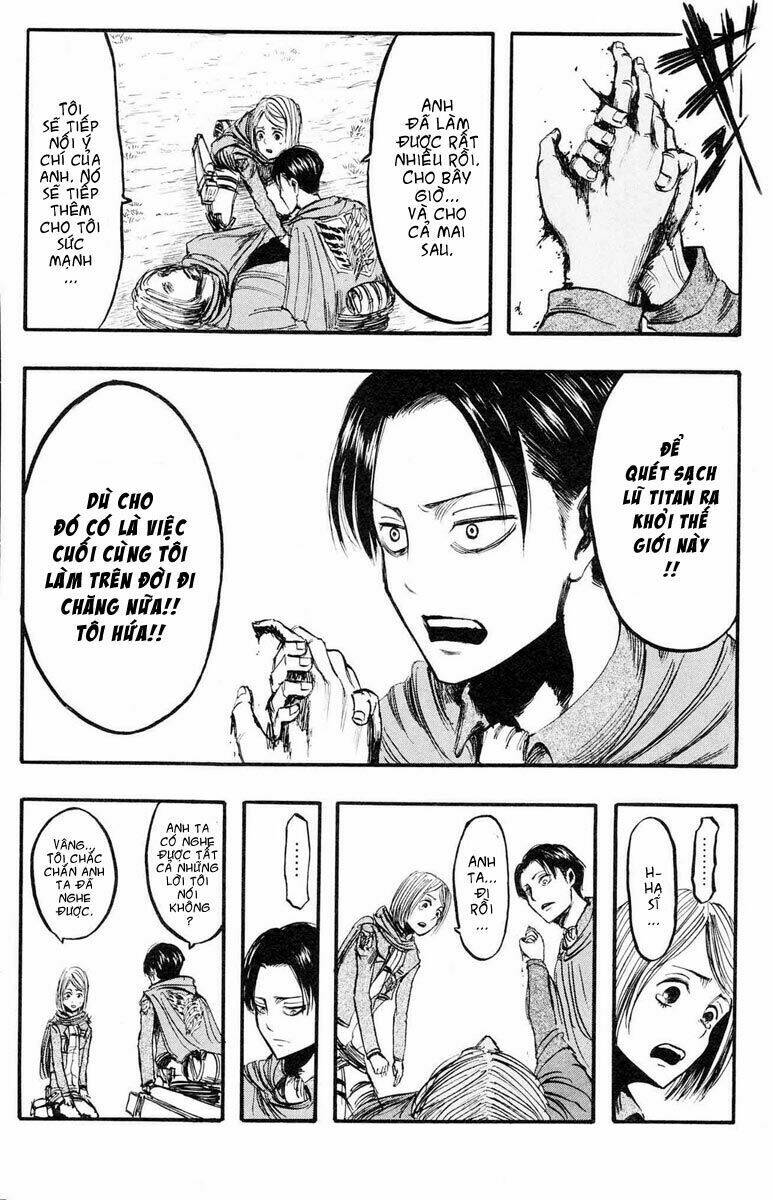 ANH
ĐÃ LÀM
ĐƯỢC RẤT
NHIỀU RỒI.
CHO BÂY
GIỜ...
VÀ CHO
CẢ MAI
SAU.
TÔI
SẼ TIẾP
NỐI Ý
CHÍ CỦA
ANH. NÓ
SẼ TIẾP
THÊM
CHO TÔI
SỨC
MẠNH
...
ĐỂ
QUÉT SẠCH
LŨ TITAN RA
KHỎI THẾ
GIỚI NÀY
!!
DÙ CHO
ĐÓ CÓ LÀ VIỆC
CUỐI CÙNG TÔI
LÀM TRÊN ĐỜI ĐI
CHĂNG NỮA!!
TÔI HỨA!!
H-
HẠ
SĨ
...
ANH
TA...
ĐI
RỒI
...
......
ANH TA
CÓ NGHE
ĐƯỢC TẤT
CẢ NHỮNG
LỜI TÔI
NÓI
KHÔNG
?
VÂNG...
TÔI CHẮC
CHẮN ANH
TA ĐÃ
NGHE
ĐƯỢC.